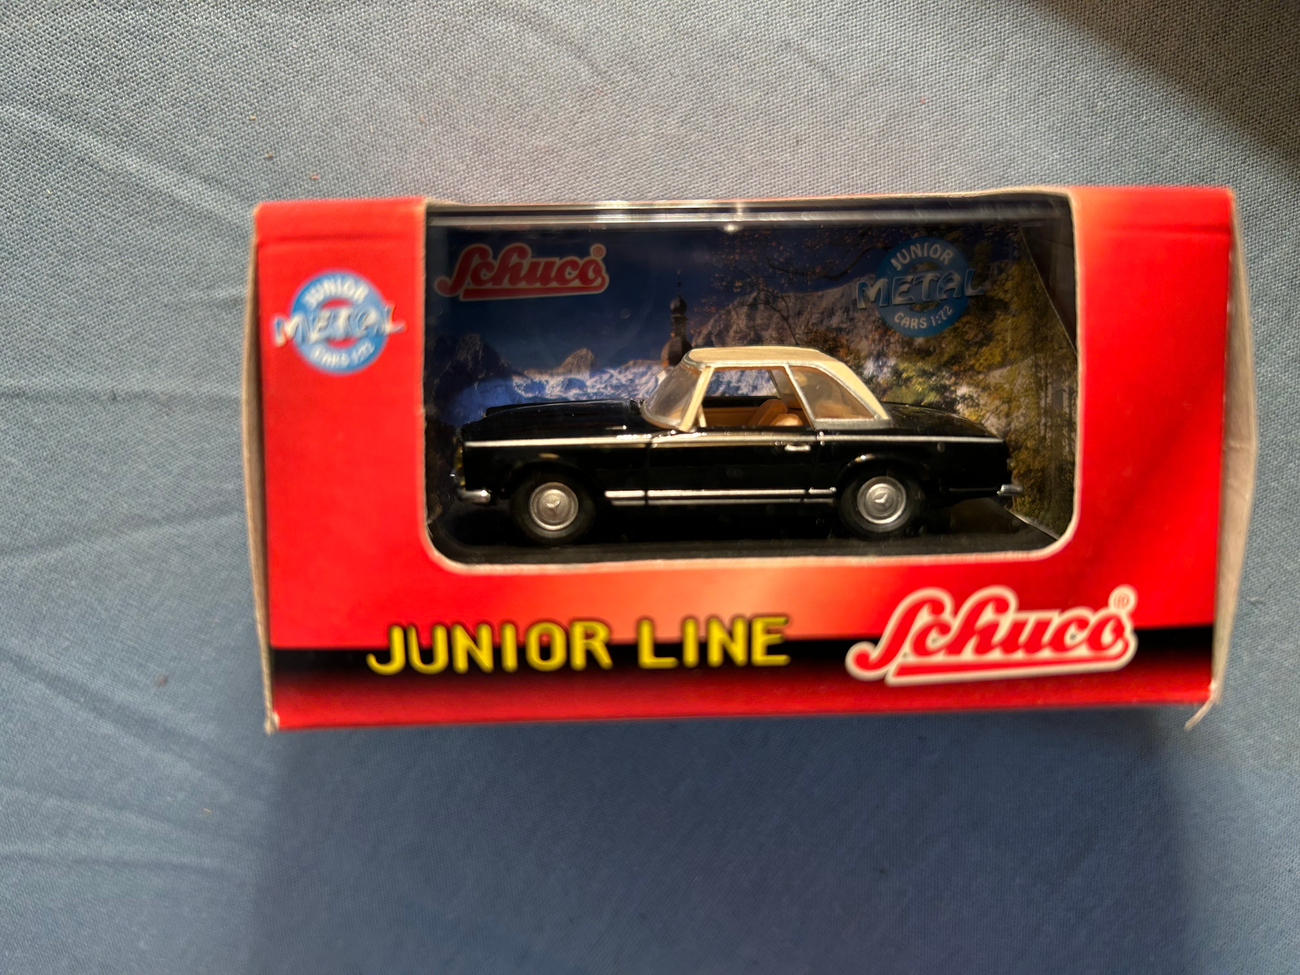 Schuco
JUNIOR
METAL
CARS 1:72
JUNIOR
METAL
CARS 1:72
JUNIOR LINE
Schuco®